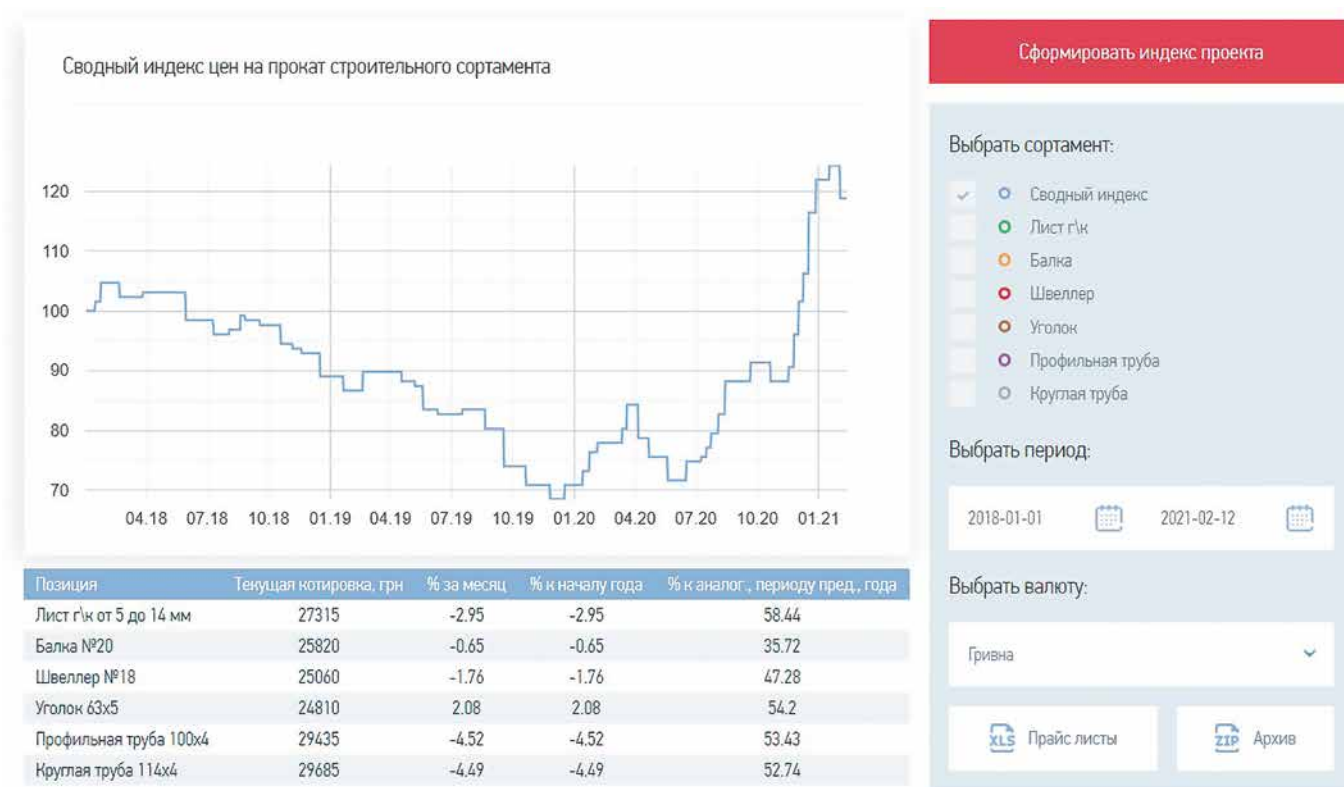 Сводный индекс цен на прокат строительного сортамента
120
110
100
90
80
70
04.18 07.18 10.18 01.19 04.19 07.19 10.19 01.20 04.20 07.20 10.20 01.21
Позиция Текущая котировка, грн % за месяц % к началу года % к аналог., периоду пред., года
Лист г\к от 5 до 14 мм 27315 -2.95 -2.95 58.44
Балка №20 25820 -0.65 -0.65 35.72
Швеллер №18 25060 -1.76 -1.76 47.28
Уголок 63x5 24810 2.08 2.08 54.2
Профильная труба 100x4 29435 -4.52 -4.52 53.43
Круглая труба 114x4 29685 -4.49 -4.49 52.74
Сформировать индекс проекта
Выбрать сортамент:
Сводный индекс
Лист г\к
Балка
Швеллер
Уголок
Профильная труба
Круглая труба
Выбрать период:
2018-01-01 2021-02-12
Выбрать валюту:
Гривна
XLS Прайс листы ZIP Архив